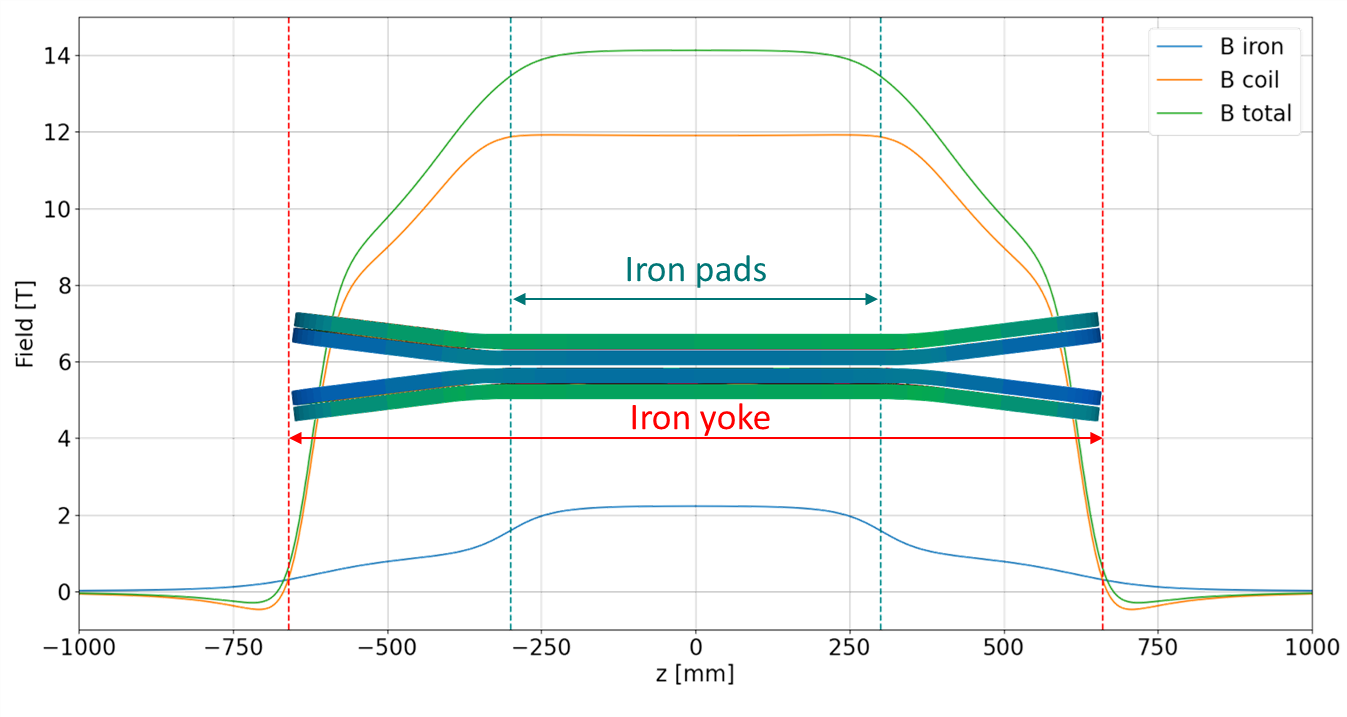 B iron
B coil
B total
14
12
10
8
6
4
2
0
Field [T]
Iron pads
Iron yoke
−1000 −750 −500 −250 0 250 500 750 1000
z [mm]